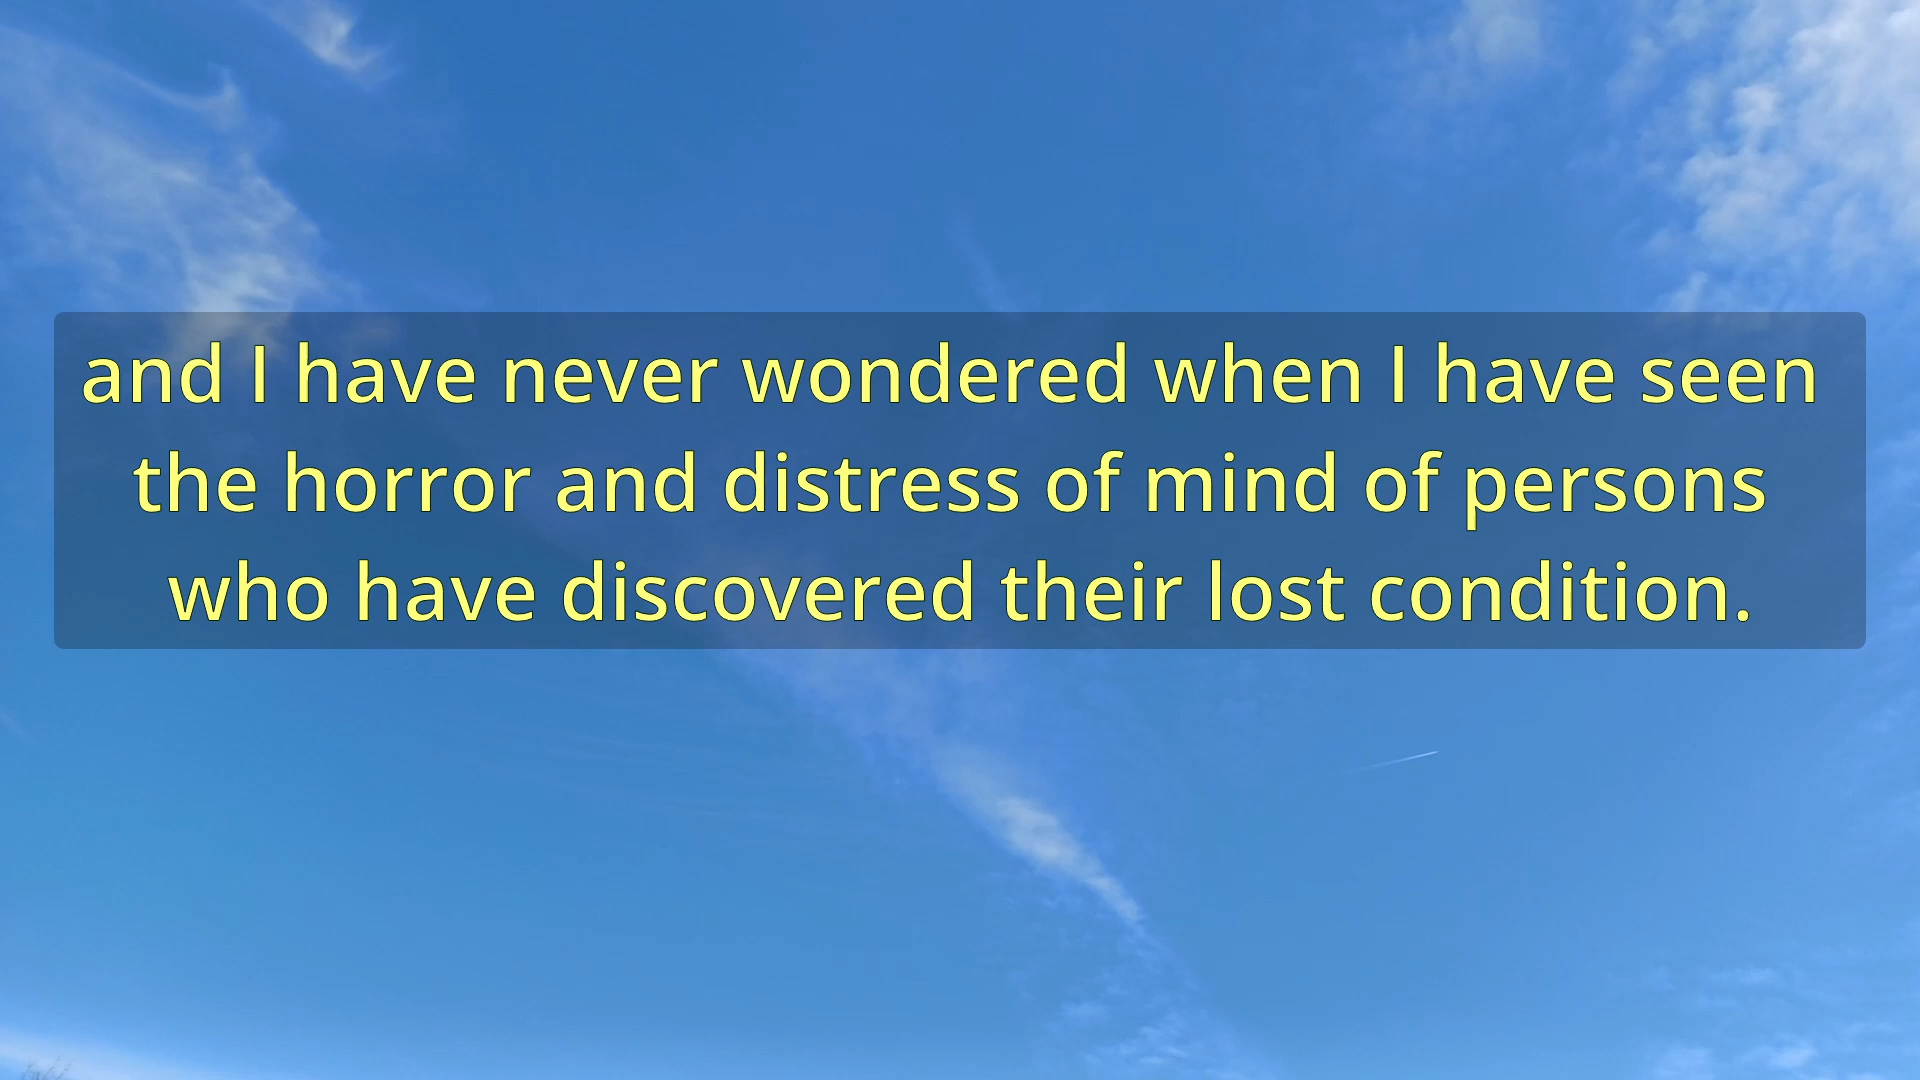 and I have never wondered when I have seen
the horror and distress of mind of persons
who have discovered their lost condition.